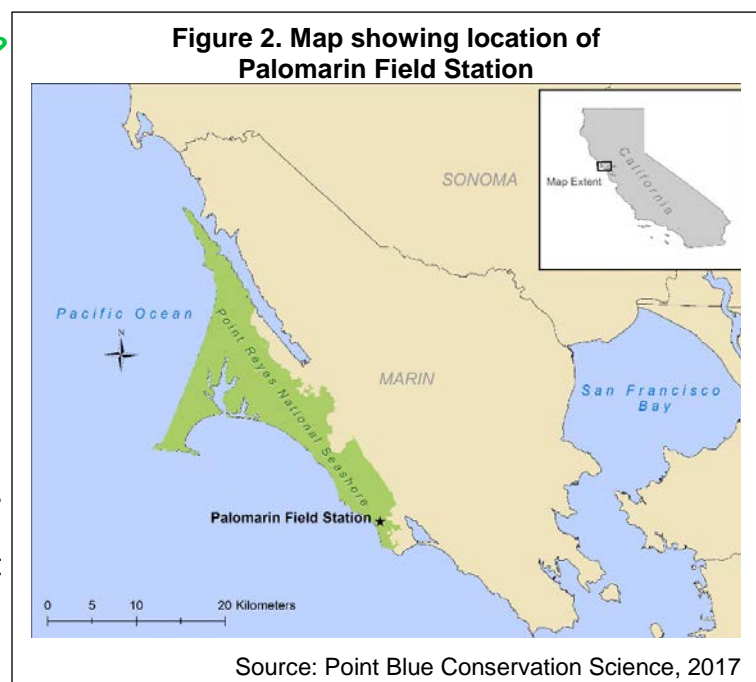 Figure 2. Map showing location of
Palomarin Field Station
SONOMA
California
Map Extent
Pacific Ocean
N
Point Reyes National Seashore
MARIN
San Francisco
Bay
Palomarin Field Station
0 5 10 20 Kilometers
Source: Point Blue Conservation Science, 2017